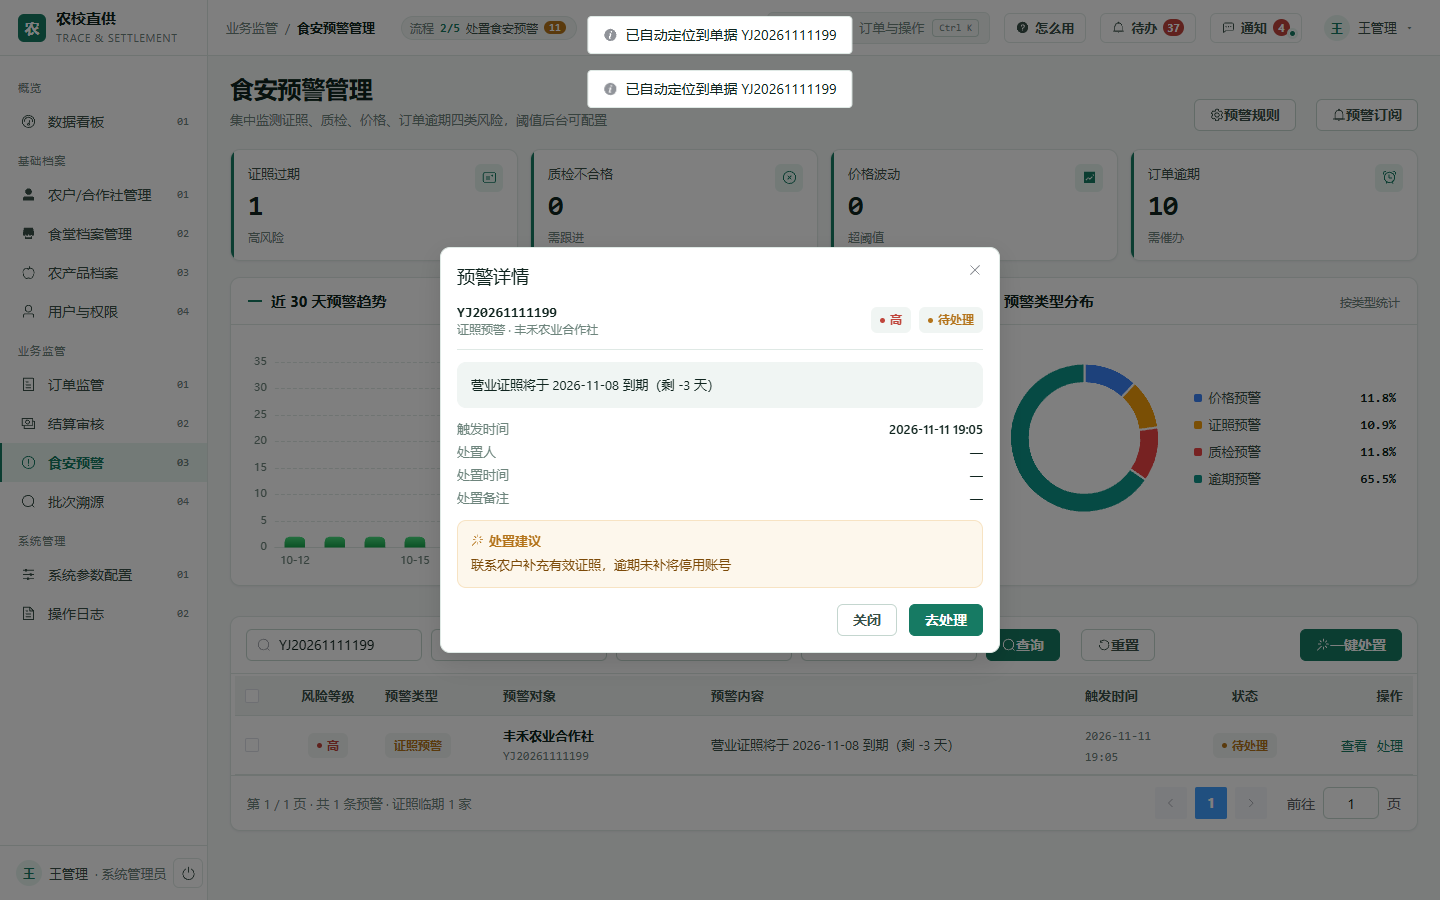 农
农校直供
TRACE & SETTLEMENT
业务监管 / 食安预警管理
流程 2/5 处置食安预警 11
已自动定位到单据 YJ20261111199
订单与操作 Ctrl K
怎么用
待办 37
通知 4
王 王管理
已自动定位到单据 YJ20261111199
概览
数据看板 01
基础档案
农户/合作社管理 01
食堂档案管理 02
农产品档案 03
用户与权限 04
业务监管
订单监管 01
结算审核 02
食安预警 03
批次溯源 04
系统管理
系统参数配置 01
操作日志 02
王 王管理 · 系统管理员
食安预警管理
集中监测证照、质检、价格、订单逾期四类风险，阈值后台可配置
预警规则
预警订阅
证照过期
1
高风险
质检不合格
0
需跟进
价格波动
0
超阈值
订单逾期
10
需催办
近 30 天预警趋势
35
30
25
20
15
10
5
0
10-12
10-15
预警类型分布
按类型统计
价格预警 11.8%
证照预警 10.9%
质检预警 11.8%
逾期预警 65.5%
预警详情
YJ20261111199
证照预警 · 丰禾农业合作社
高
待处理
营业证照将于 2026-11-08 到期（剩 -3 天）
触发时间 2026-11-11 19:05
处置人 —
处置时间 —
处置备注 —
处置建议
联系农户补充有效证照，逾期未补将停用账号
关闭
去处理
YJ20261111199
查询
重置
一键处置
风险等级 预警类型 预警对象 预警内容 触发时间 状态 操作
高 证照预警 丰禾农业合作社 YJ20261111199 营业证照将于 2026-11-08 到期（剩 -3 天） 2026-11-11 19:05 待处理 查看 处理
第 1 / 1 页 · 共 1 条预警 · 证照临期 1 家
1
前往 1 页